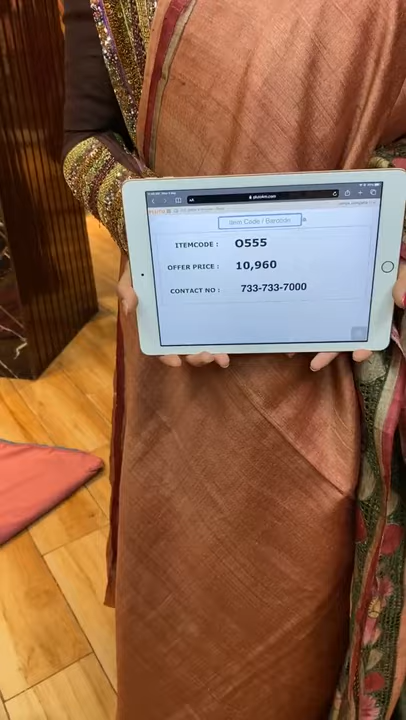 Item Code / Barcode
ITEMCODE : O555
OFFER PRICE : 10,960
CONTACT NO : 733-733-7000